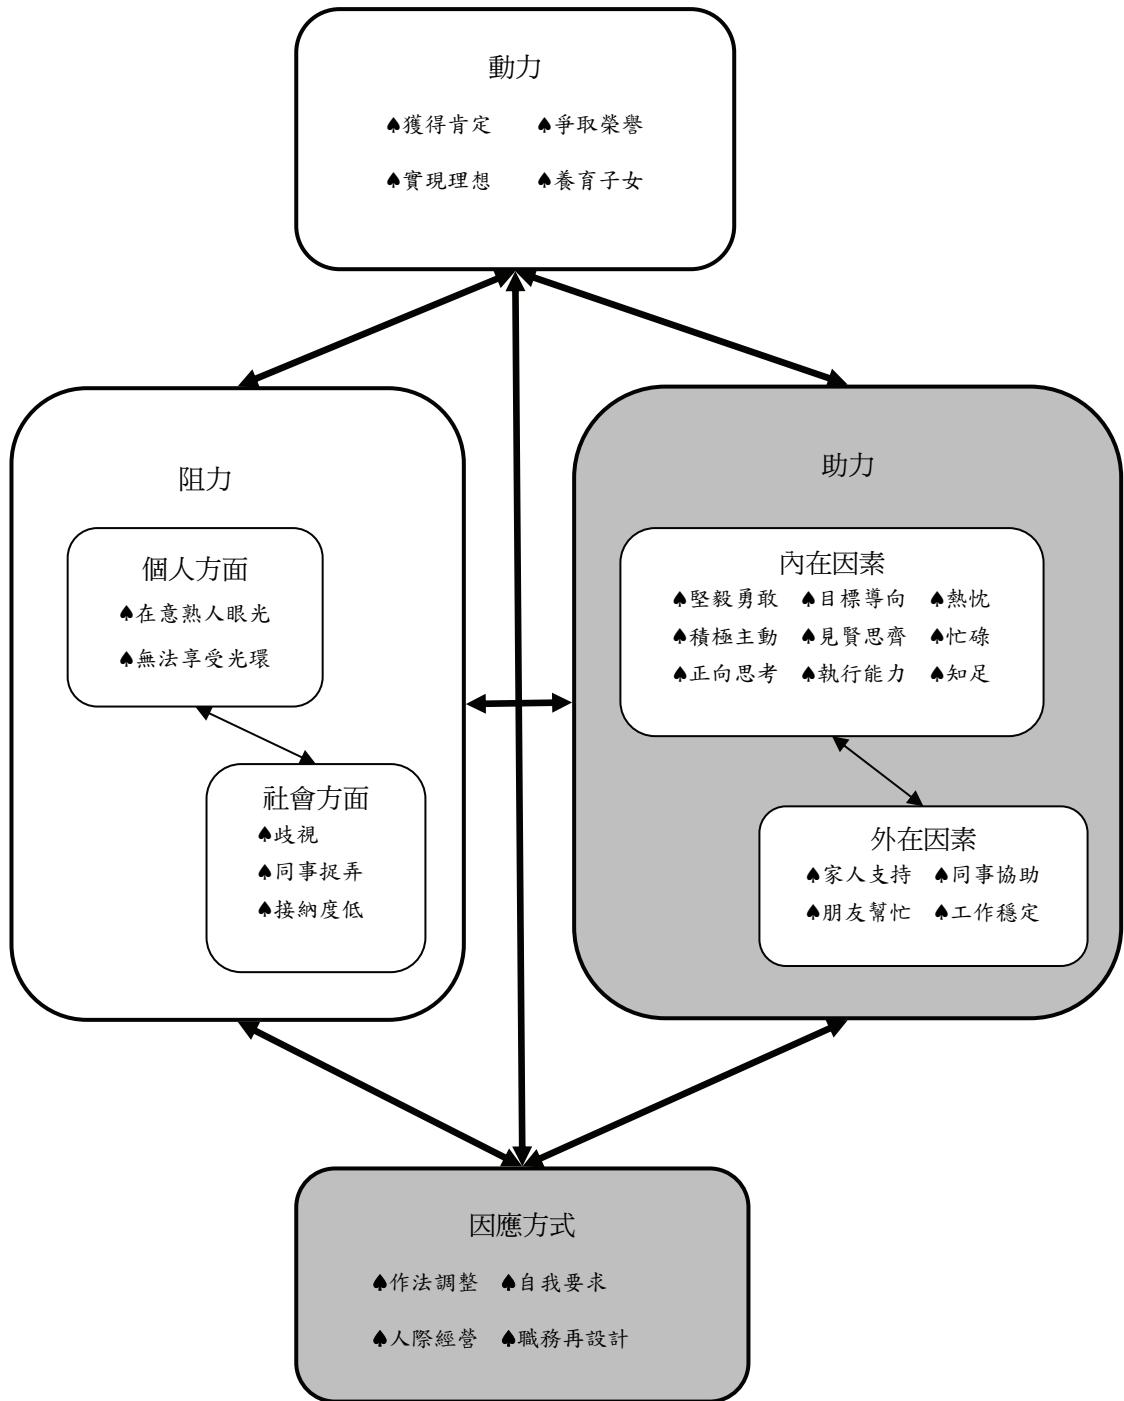 動力
♠獲得肯定 ♠爭取榮譽
♠實現理想 ♠養育子女
阻力
個人方面
♠在意熟人眼光
♠無法享受光環
社會方面
♠歧視
♠同事捉弄
♠接納度低
助力
內在因素
♠堅毅勇敢 ♠目標導向 ♠熱忱
♠積極主動 ♠見賢思齊 ♠忙碌
♠正向思考 ♠執行能力 ♠知足
外在因素
♠家人支持 ♠同事協助
♠朋友幫忙 ♠工作穩定
因應方式
♠作法調整 ♠自我要求
♠人際經營 ♠職務再設計